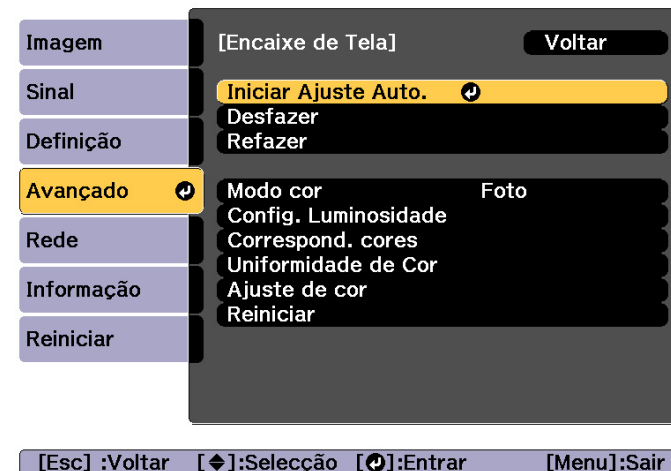 Imagem
Sinal
Definição
Avançado
Rede
Informação
Reiniciar
[Encaixe de Tela] Voltar
Iniciar Ajuste Auto.
Desfazer
Refazer
Modo cor Foto
Config. Luminosidade
Correspond. cores
Uniformidade de Cor
Ajuste de cor
Reiniciar
[Esc] :Voltar [◆]:Selecção [↵]:Entrar [Menu]:Sair